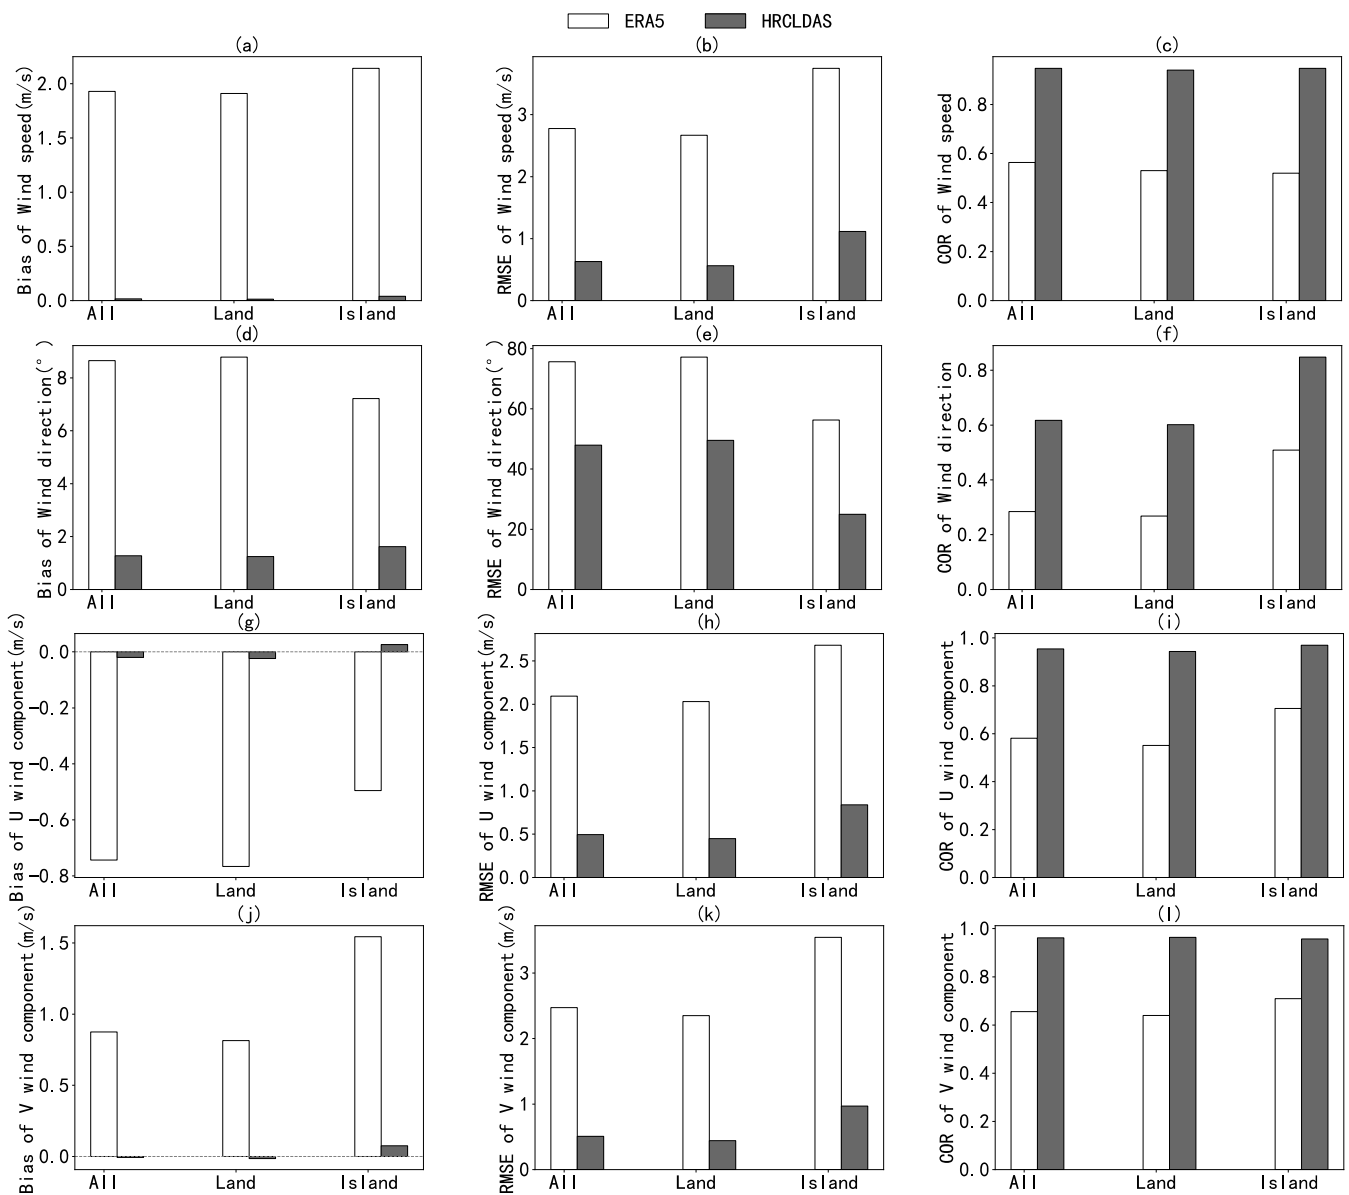 ERA5 HRCLDAS
(a) (b) (c)
Bias of Wind speed(m/s)
2.0
1.5
1.0
0.5
0.0
All Land Island
RMSE of Wind speed(m/s)
3
2
1
0
All Land Island
COR of Wind speed
0.8
0.6
0.4
0.2
0.0
All Land Island
(d) (e) (f)
Bias of Wind direction(°)
8
6
4
2
0
All Land Island
RMSE of Wind direction(°)
80
60
40
20
0
All Land Island
COR of Wind direction
0.8
0.6
0.4
0.2
0.0
All Land Island
(g) (h) (i)
Bias of U wind component(m/s)
0.0
−0.2
−0.4
−0.6
−0.8
All Land Island
RMSE of U wind component(m/s)
2.5
2.0
1.5
1.0
0.5
0.0
All Land Island
COR of U wind component
1.0
0.8
0.6
0.4
0.2
0.0
All Land Island
(j) (k) (l)
Bias of V wind component(m/s)
1.5
1.0
0.5
0.0
All Land Island
RMSE of V wind component(m/s)
3
2
1
0
All Land Island
COR of V wind component
1.0
0.8
0.6
0.4
0.2
0.0
All Land Island